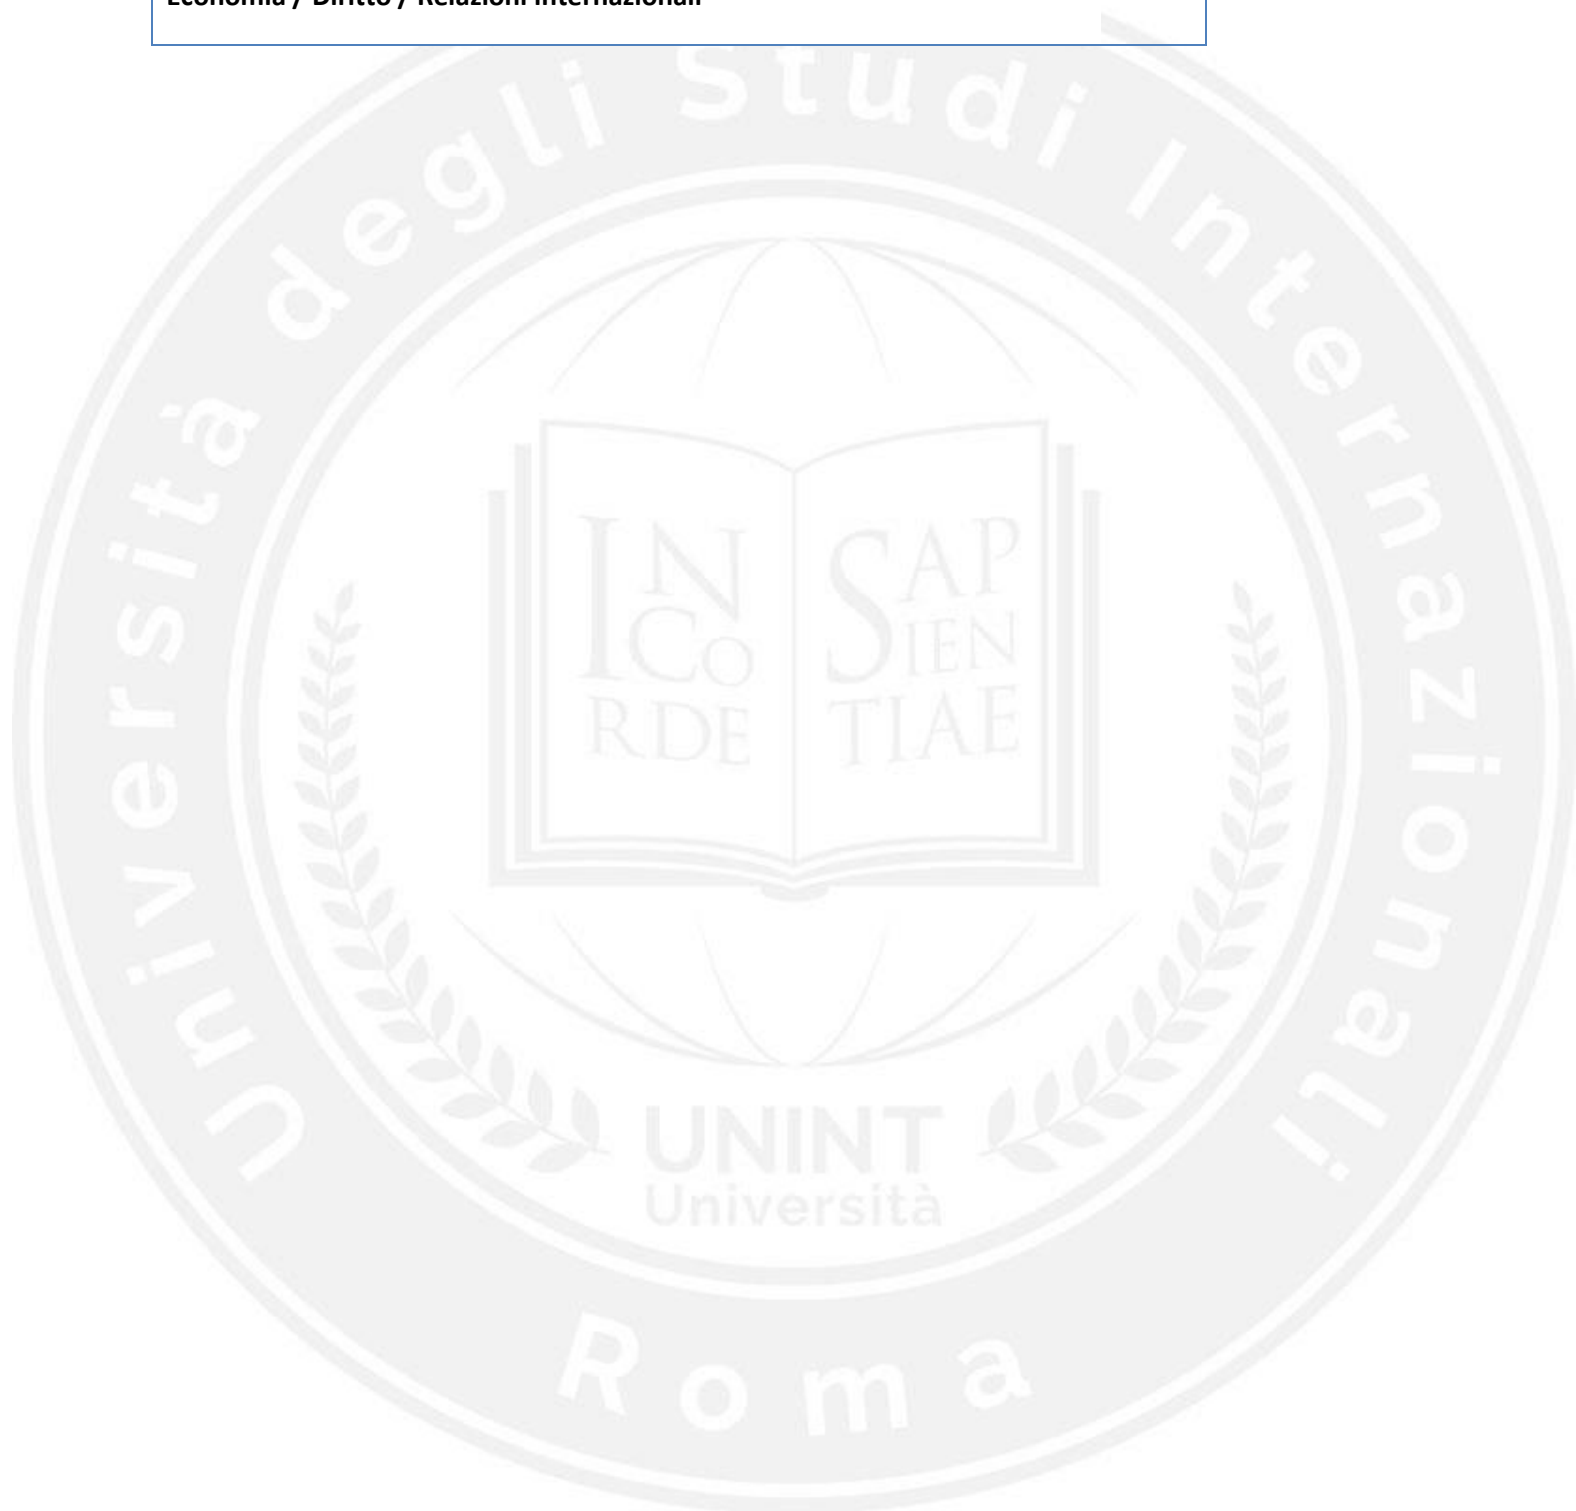 Economia / Diritto / Relazioni Internazionali
Università degli Studi Internazionali
IN
CO
RDE
SAP
IEN
TIAE
UNINT
Università
Roma